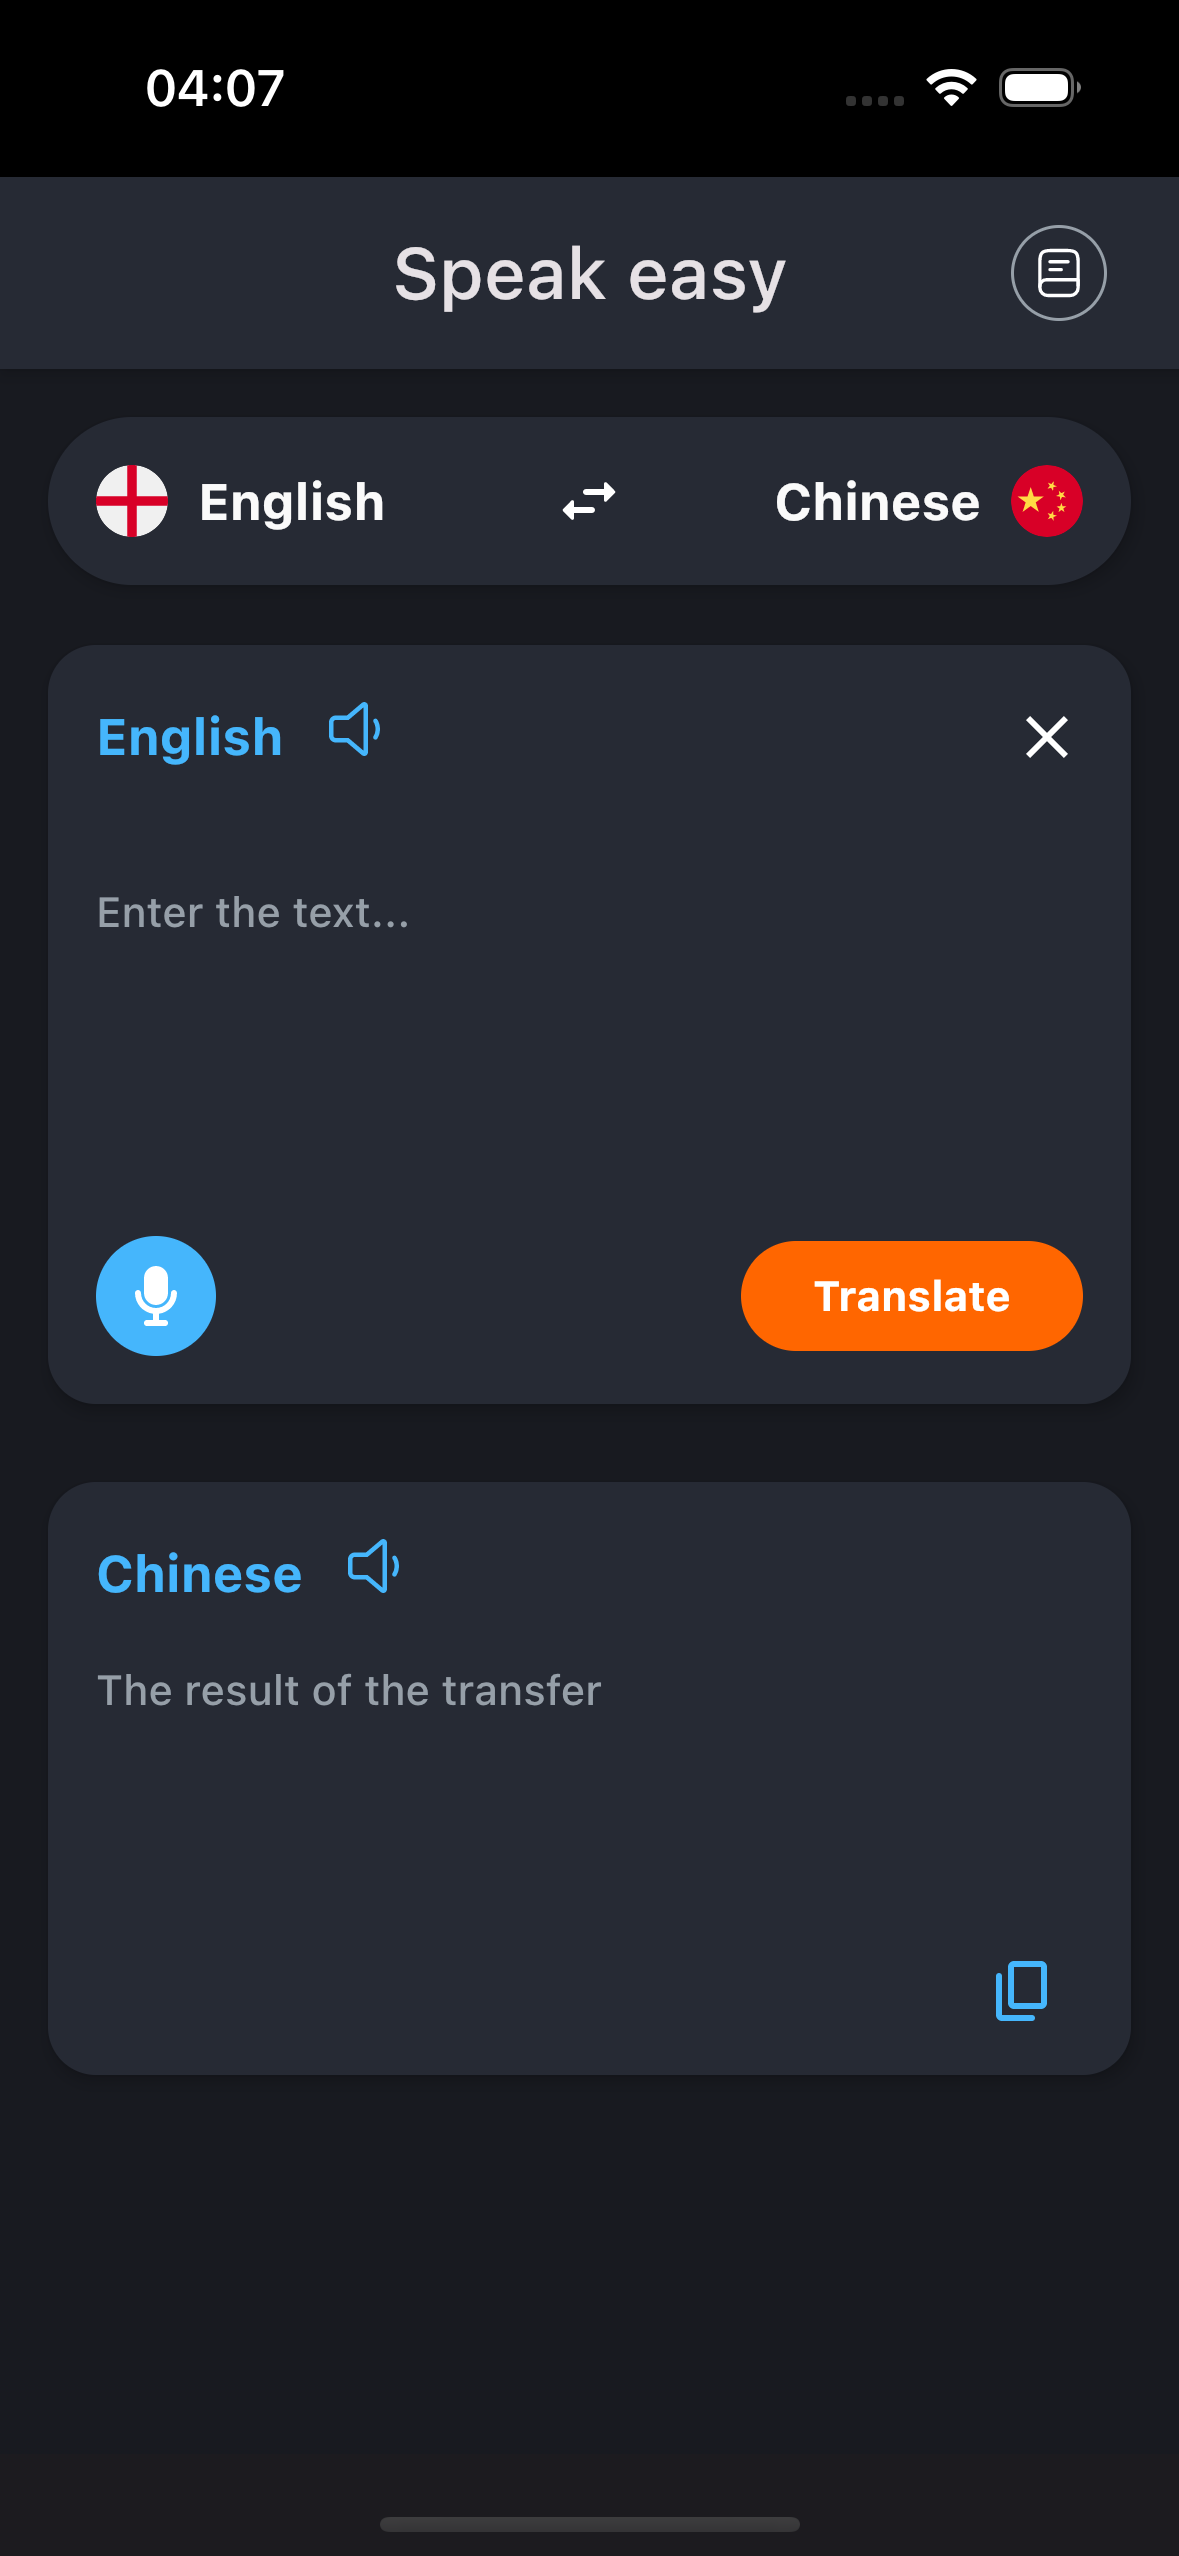 04:07
Speak easy
English
Chinese
English
Enter the text...
Translate
Chinese
The result of the transfer